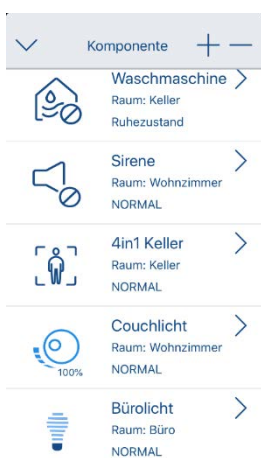 Komponente
Waschmaschine
Raum: Keller
Ruhezustand
Sirene
Raum: Wohnzimmer
NORMAL
4in1 Keller
Raum: Keller
NORMAL
Couchlicht
Raum: Wohnzimmer
100%
NORMAL
Bürolicht
Raum: Büro
NORMAL